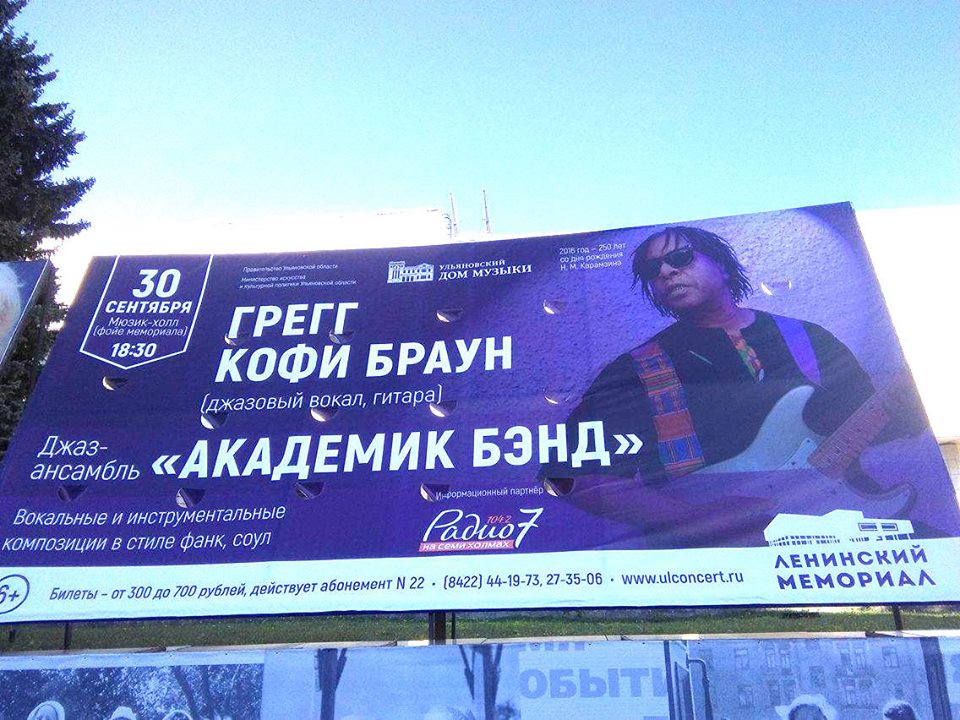 30
СЕНТЯБРЯ
Мюзик-холл
(фойе мемориала)
18:30
Правительство Ульяновской области
Министерство искусства
и культурной политики Ульяновской области
УЛЬЯНОВСКИЙ
ДОМ МУЗЫКИ
2016 год – 250 лет
со дня рождения
Н. М. Карамзина
ГРЕГГ
КОФИ БРАУН
(джазовый вокал, гитара)
Джаз-
ансамбль
«АКАДЕМИК БЭНД»
Вокальные и инструментальные
композиции в стиле фанк, соул
Информационный партнёр
104.2
Радио 7
на семи холмах
ЛЕНИНСКИЙ
МЕМОРИАЛ
6+
Билеты – от 300 до 700 рублей, действует абонемент N 22 • (8422) 44-19-73, 27-35-06 • www.ulconcert.ru